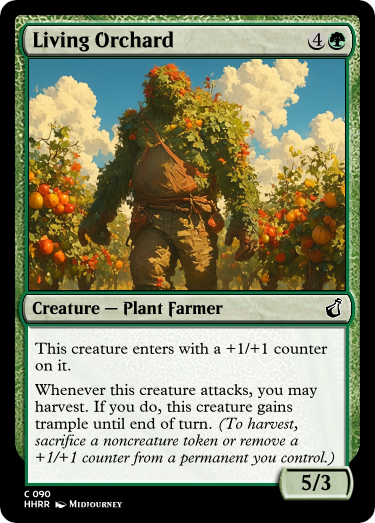 Living Orchard 4
This creature enters with a +1/+1 counter
on it.
Whenever this creature attacks, you may
harvest. If you do, this creature gains
trample until end of turn. (To harvest,
sacrifice a noncreature token or remove a
+1/+1 counter from a permanent you control.)
Creature — Plant Farmer
5/3
C 090
HHRR Midjourney